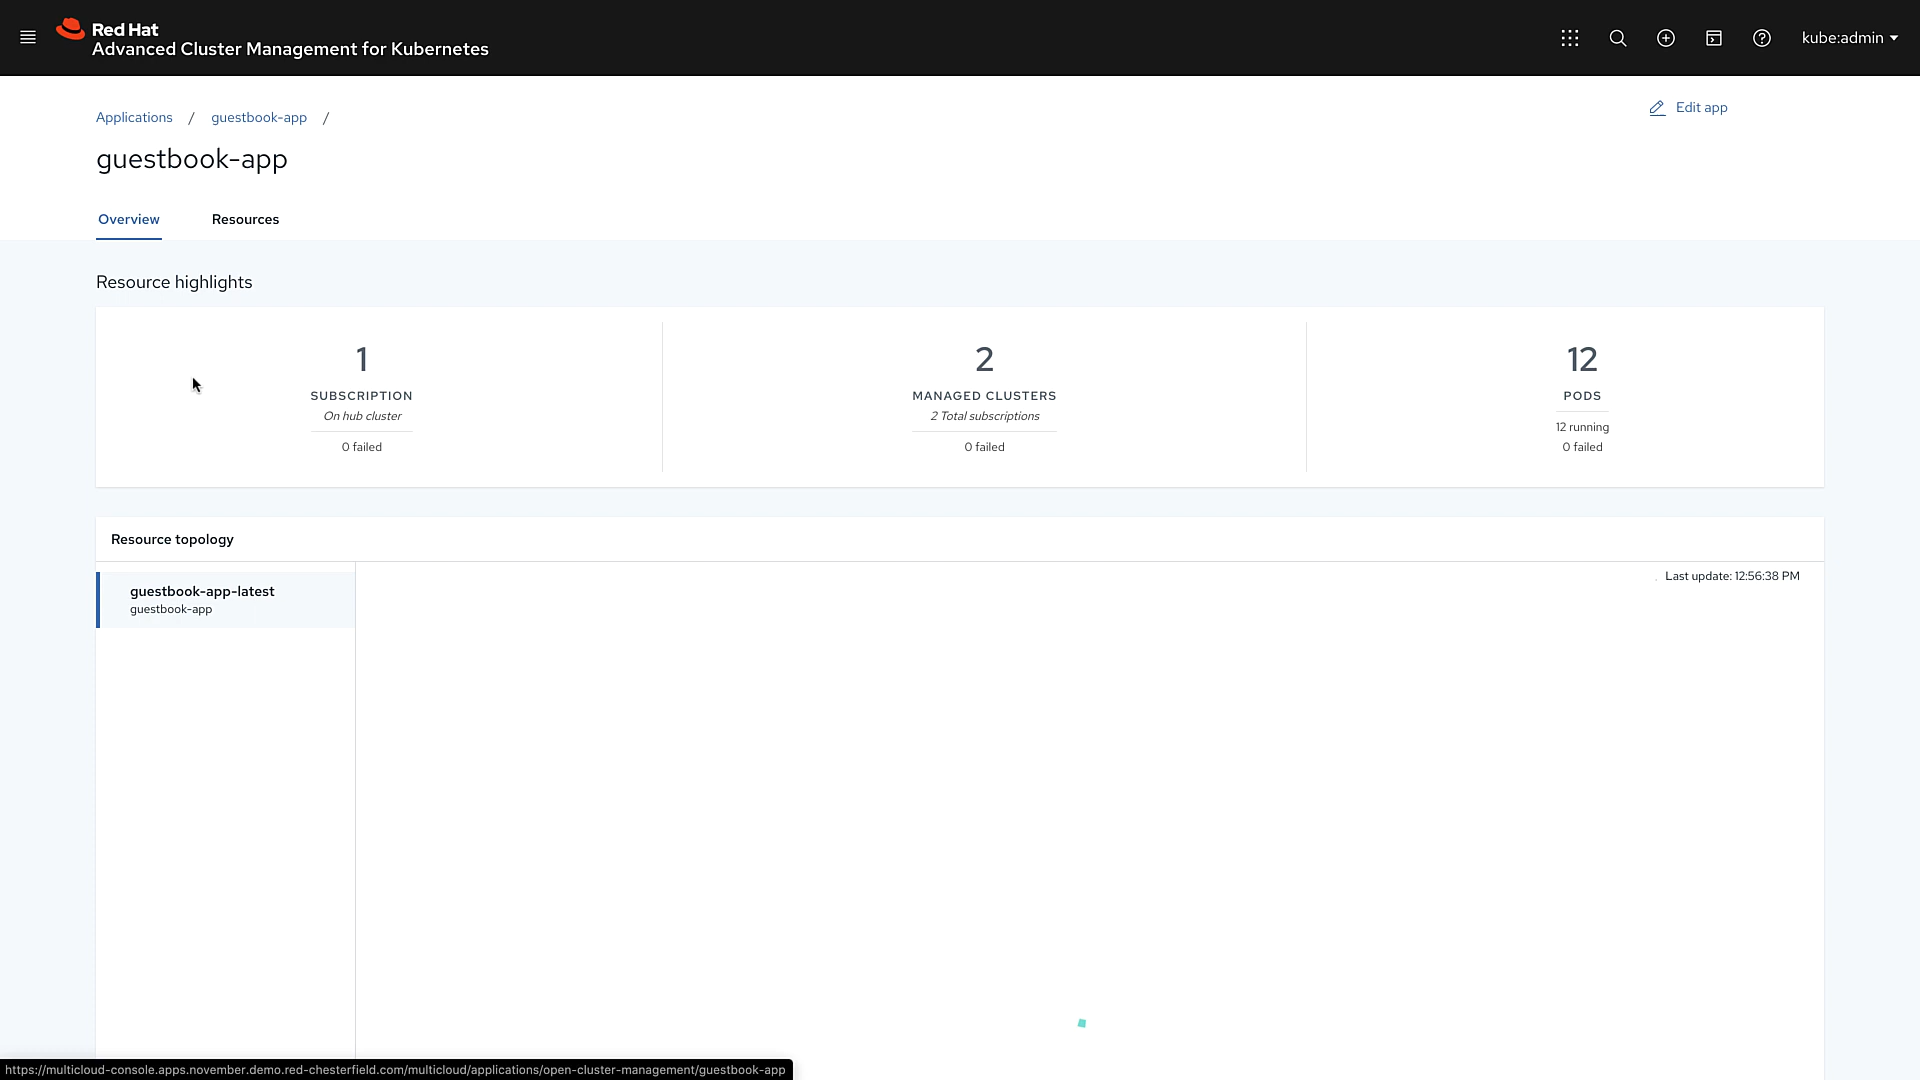 Red Hat
Advanced Cluster Management for Kubernetes
kube:admin
Applications / guestbook-app /
Edit app
guestbook-app
Overview
Resources
Resource highlights
1
SUBSCRIPTION
On hub cluster
0 failed
2
MANAGED CLUSTERS
2 Total subscriptions
0 failed
12
PODS
12 running
0 failed
Resource topology
guestbook-app-latest
guestbook-app
Last update: 12:56:38 PM
https://multicloud-console.apps.november.demo.red-chesterfield.com/multicloud/applications/open-cluster-management/guestbook-app